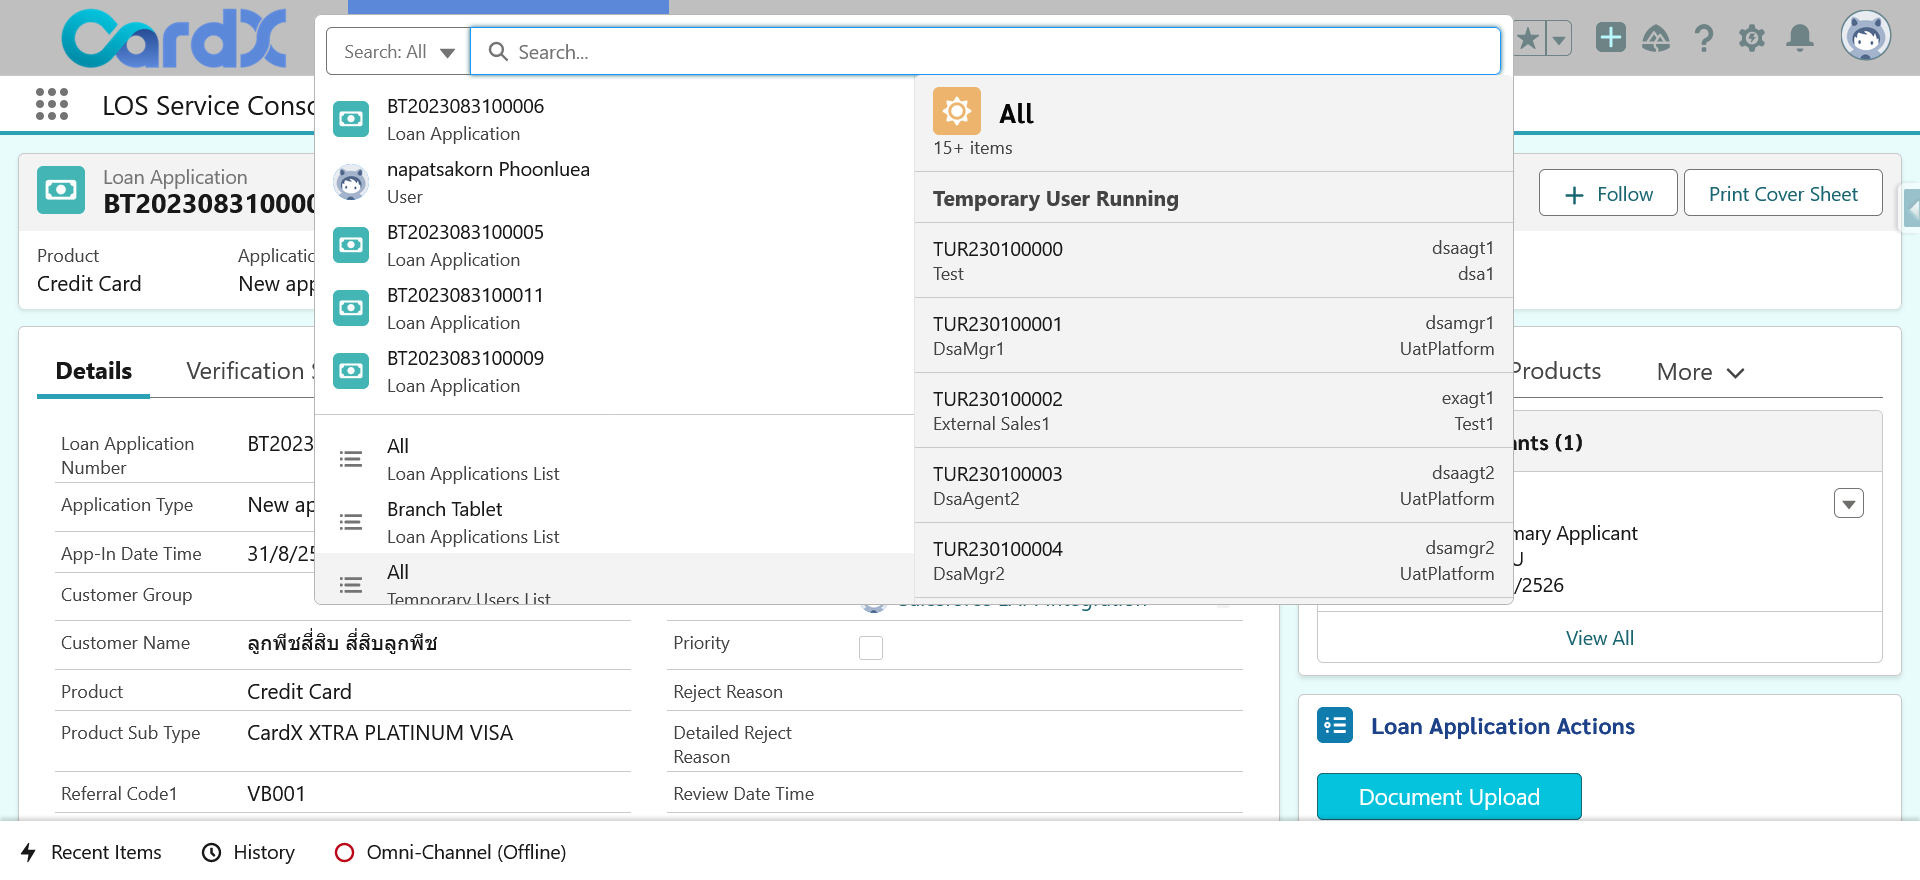 CardX
Search: All
Search...
LOS Service Conso
BT2023083100006
Loan Application
napatsakorn Phoonluea
User
BT2023083100005
Loan Application
BT2023083100011
Loan Application
BT2023083100009
Loan Application
All
Loan Applications List
Branch Tablet
Loan Applications List
All
Temporary Users List
All
15+ items
Temporary User Running
TUR230100000 dsaagt1
Test dsa1
TUR230100001 dsamgr1
DsaMgr1 UatPlatform
TUR230100002 exagt1
External Sales1 Test1
TUR230100003 dsaagt2
DsaAgent2 UatPlatform
TUR230100004 dsamgr2
DsaMgr2 UatPlatform
Loan Application
BT202308310000
Follow
Print Cover Sheet
Product
Credit Card
Applicatio
New app
Details
Verification S
Products
More
Loan Application
Number
BT2023
Application Type
New ap
App-In Date Time
31/8/25
Customer Group
Customer Name
ลูกพีชสี่สิบ สี่สิบลูกพีช
Priority
Product
Credit Card
Reject Reason
Product Sub Type
CardX XTRA PLATINUM VISA
Detailed Reject
Reason
Referral Code1
VB001
Review Date Time
nts (1)
mary Applicant
U
/2526
View All
Loan Application Actions
Document Upload
Recent Items
History
Omni-Channel (Offline)